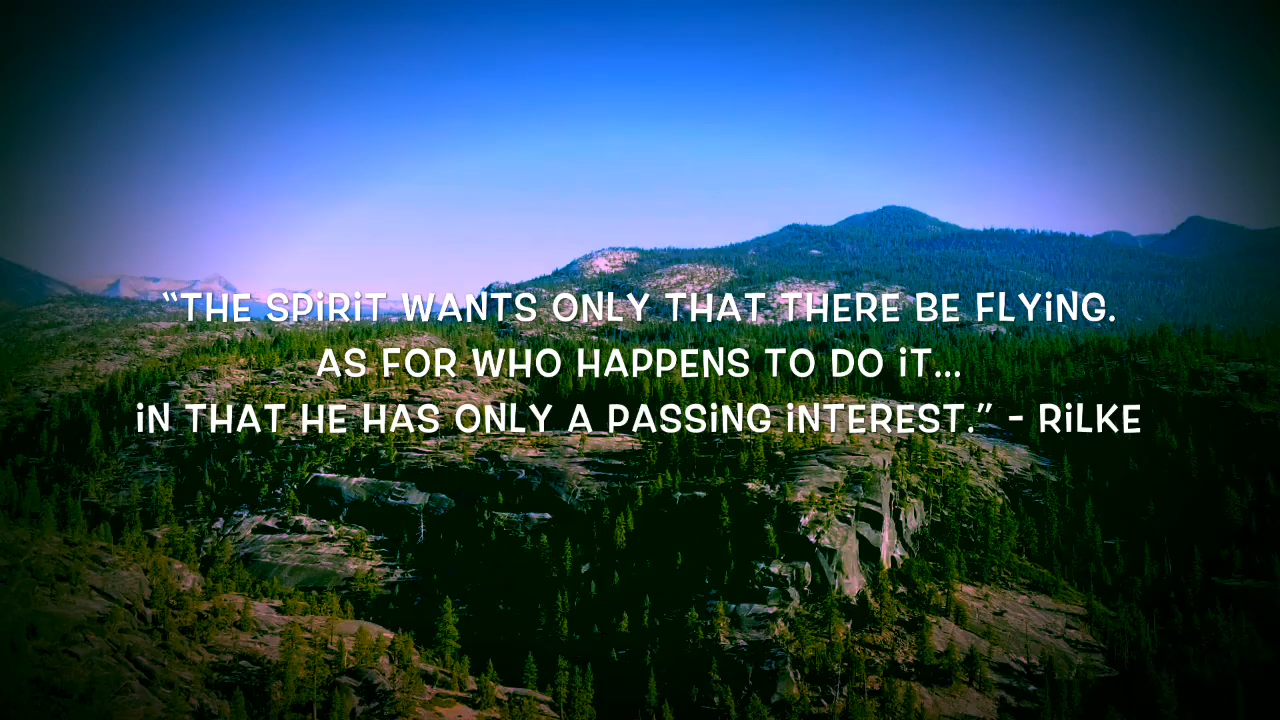 “THE SPiRiT WANTS ONLY THAT THERE BE FLYiNG.
AS FOR WHO HAPPENS TO DO iT...
iN THAT HE HAS ONLY A PASSiNG iNTEREST.” - RiLKE